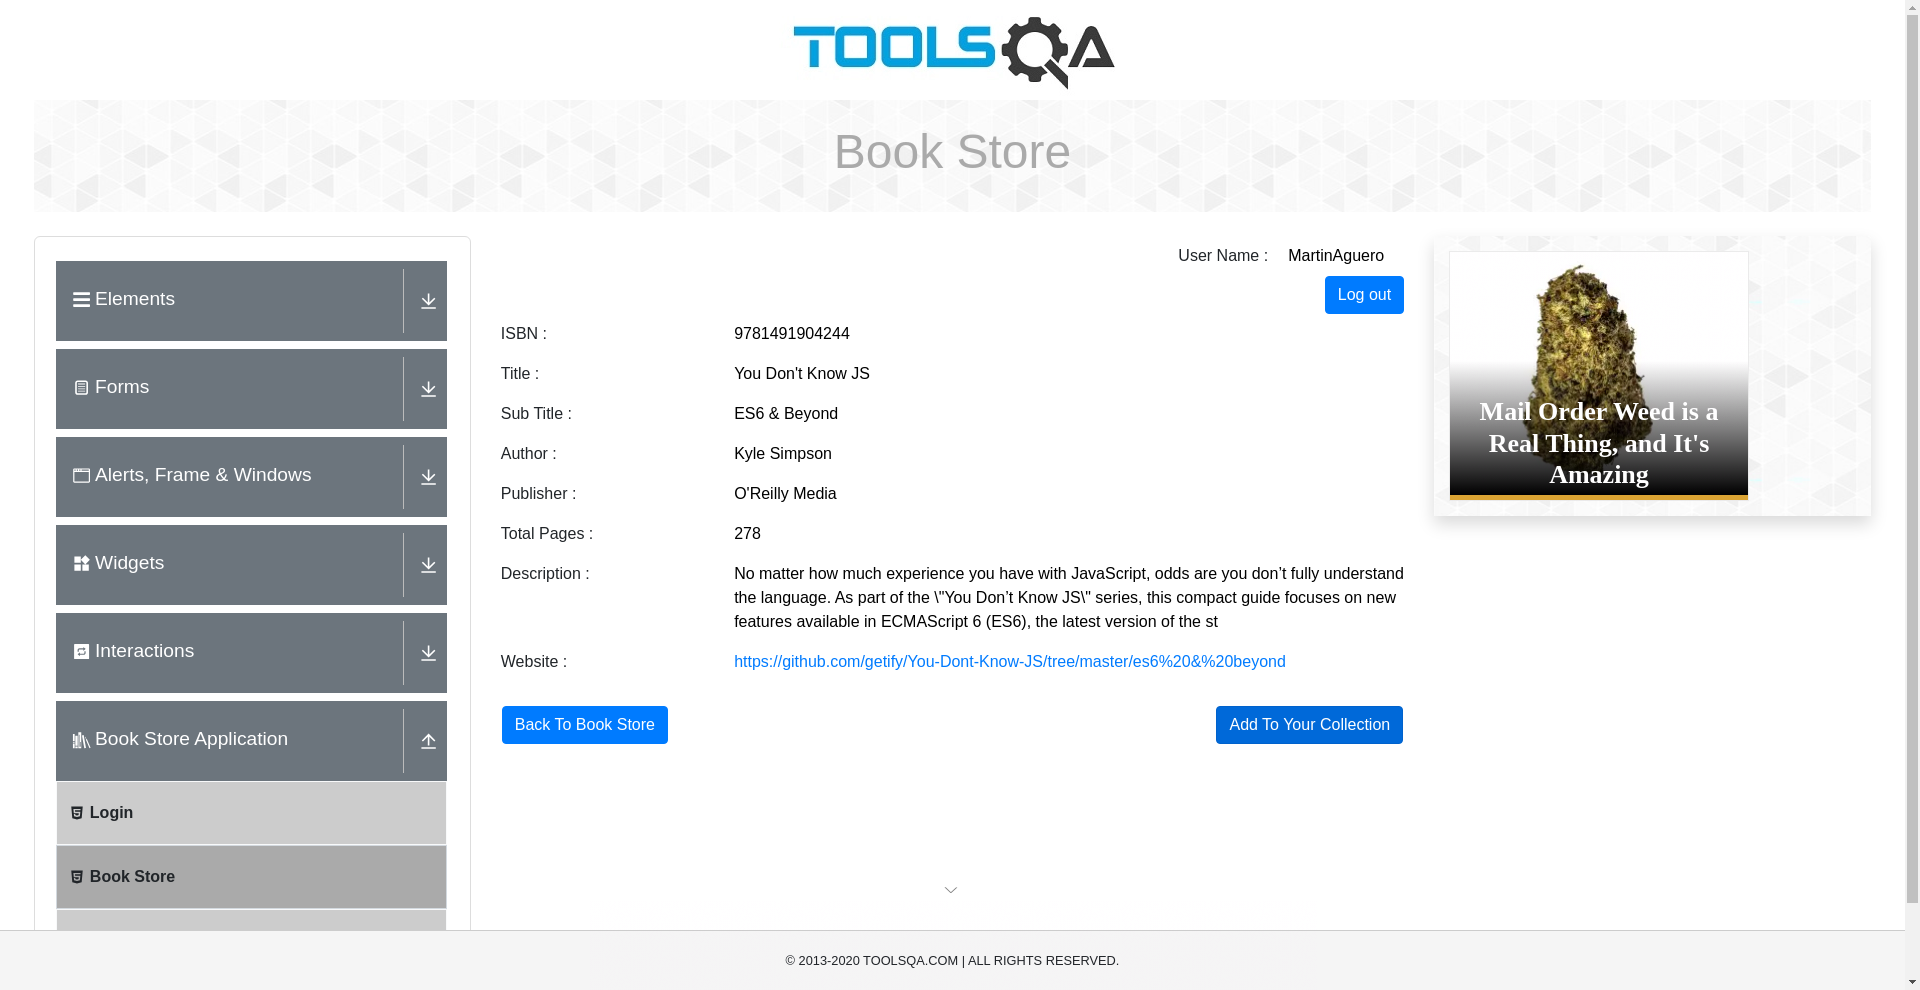 TOOLSQA
Book Store
Elements
Forms
Alerts, Frame & Windows
Widgets
Interactions
Book Store Application
Login
Book Store
User Name : MartinAguero
Log out
ISBN : 9781491904244
Title : You Don't Know JS
Sub Title : ES6 & Beyond
Author : Kyle Simpson
Publisher : O'Reilly Media
Total Pages : 278
Description : No matter how much experience you have with JavaScript, odds are you don’t fully understand
the language. As part of the \"You Don’t Know JS\" series, this compact guide focuses on new
features available in ECMAScript 6 (ES6), the latest version of the st
Website : https://github.com/getify/You-Dont-Know-JS/tree/master/es6%20&%20beyond
Back To Book Store
Add To Your Collection
Mail Order Weed is a
Real Thing, and It's
Amazing
© 2013-2020 TOOLSQA.COM | ALL RIGHTS RESERVED.